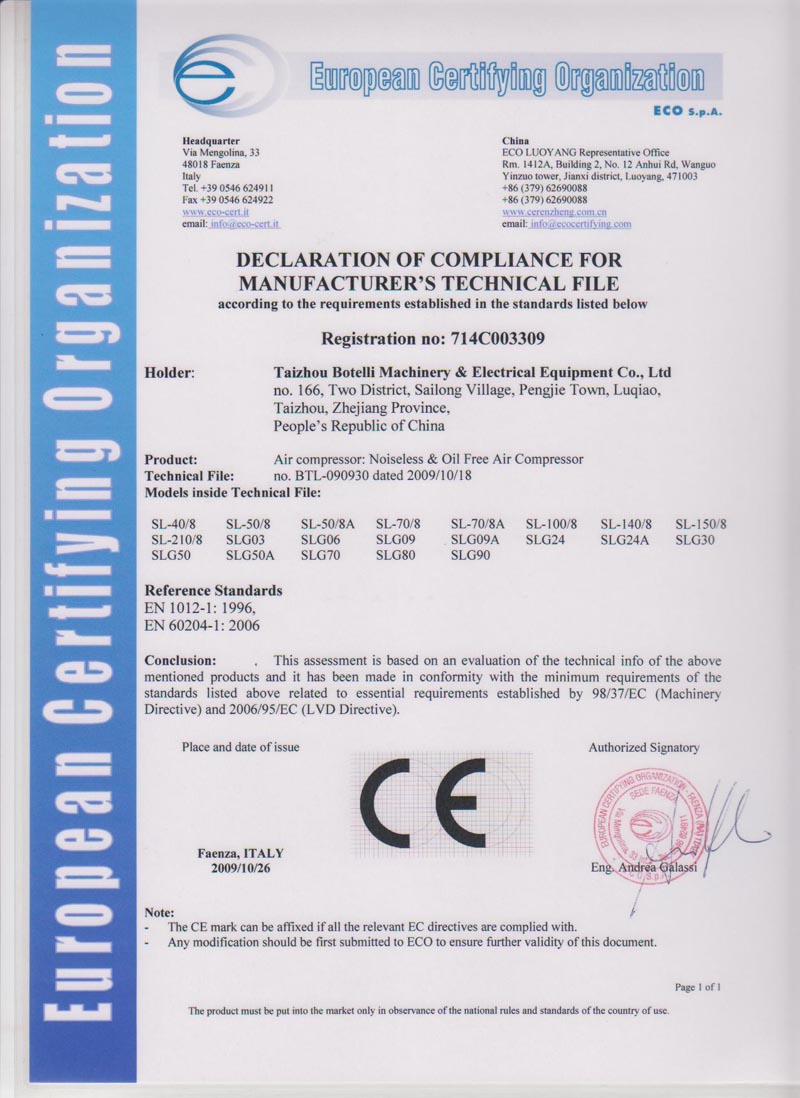 European Certifying Organization
European Certifying Organization
ECO S.p.A.
Headquarter
Via Mengolina, 33
48018 Faenza
Italy
Tel. +39 0546 624911
Fax +39 0546 624922
www.eco-cert.it
email: info@eco-cert.it
China
ECO LUOYANG Representative Office
Rm. 1412A, Building 2, No. 12 Anhui Rd, Wanguo
Yinzuo tower, Jianxi district, Luoyang, 471003
+86 (379) 62690088
+86 (379) 62690088
www.cerenzheng.com.cn
email: info@ecocertifying.com
DECLARATION OF COMPLIANCE FOR
MANUFACTURER'S TECHNICAL FILE
according to the requirements established in the standards listed below
Registration no: 714C003309
Holder: Taizhou Botelli Machinery & Electrical Equipment Co., Ltd
no. 166, Two District, Sailong Village, Pengjie Town, Luqiao,
Taizhou, Zhejiang Province,
People's Republic of China
Product: Air compressor: Noiseless & Oil Free Air Compressor
Technical File: no. BTL-090930 dated 2009/10/18
Models inside Technical File:
SL-40/8 SL-50/8 SL-50/8A SL-70/8 SL-70/8A SL-100/8 SL-140/8 SL-150/8
SL-210/8 SLG03 SLG06 SLG09 SLG09A SLG24 SLG24A SLG30
SLG50 SLG50A SLG70 SLG80 SLG90
Reference Standards
EN 1012-1: 1996,
EN 60204-1: 2006
Conclusion: . This assessment is based on an evaluation of the technical info of the above
mentioned products and it has been made in conformity with the minimum requirements of the
standards listed above related to essential requirements established by 98/37/EC (Machinery
Directive) and 2006/95/EC (LVD Directive).
Place and date of issue
Authorized Signatory
CE
EUROPEAN CERTIFYING ORGANIZATION - FAENZA
SEDE FAENZA
Via Mengolina, 33
Faenza, ITALY
2009/10/26
Eng. Andrea Galassi
Note:
- The CE mark can be affixed if all the relevant EC directives are complied with.
- Any modification should be first submitted to ECO to ensure further validity of this document.
Page 1 of 1
The product must be put into the market only in observance of the national rules and standards of the country of use.